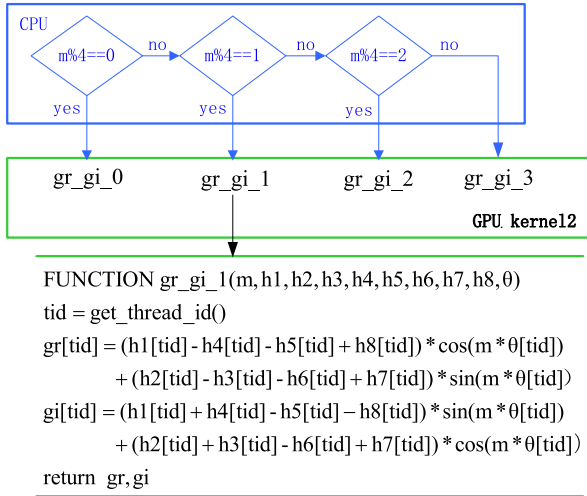 CPU
m%4==0 no m%4==1 no m%4==2 no
yes yes yes
gr_gi_0 gr_gi_1 gr_gi_2 gr_gi_3
GPU kernel2
FUNCTION gr_gi_1(m, h1, h2, h3, h4, h5, h6, h7, h8, θ)
tid = get_thread_id()
gr[tid] = (h1[tid] - h4[tid] - h5[tid] + h8[tid]) * cos(m * θ[tid])
+ (h2[tid] - h3[tid] - h6[tid] + h7[tid]) * sin(m * θ[tid])
gi[tid] = (h1[tid] + h4[tid] - h5[tid] − h8[tid]) * sin(m * θ[tid])
+ (h2[tid] + h3[tid] - h6[tid] + h7[tid]) * cos(m * θ[tid])
return gr, gi